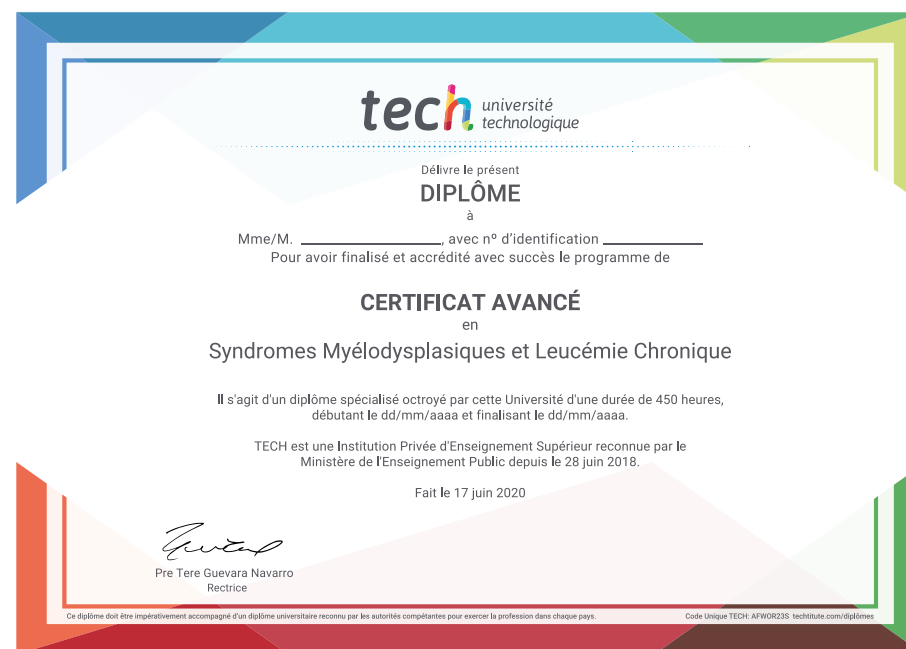 tech université
technologique
Délivre le présent
DIPLÔME
à
Mme/M. ____________________, avec nº d'identification ______________
Pour avoir finalisé et accrédité avec succès le programme de
CERTIFICAT AVANCÉ
en
Syndromes Myélodysplasiques et Leucémie Chronique
Il s'agit d'un diplôme spécialisé octroyé par cette Université d'une durée de 450 heures,
débutant le dd/mm/aaaa et finalisant le dd/mm/aaaa.
TECH est une Institution Privée d'Enseignement Supérieur reconnue par le
Ministère de l'Enseignement Public depuis le 28 juin 2018.
Fait le 17 juin 2020
Pre Tere Guevara Navarro
Rectrice
Ce diplôme doit être impérativement accompagné d'un diplôme universitaire reconnu par les autorités compétantes pour exercer la profession dans chaque pays.
Code Unique TECH: AFWOR23S techtitute.com/diplômes